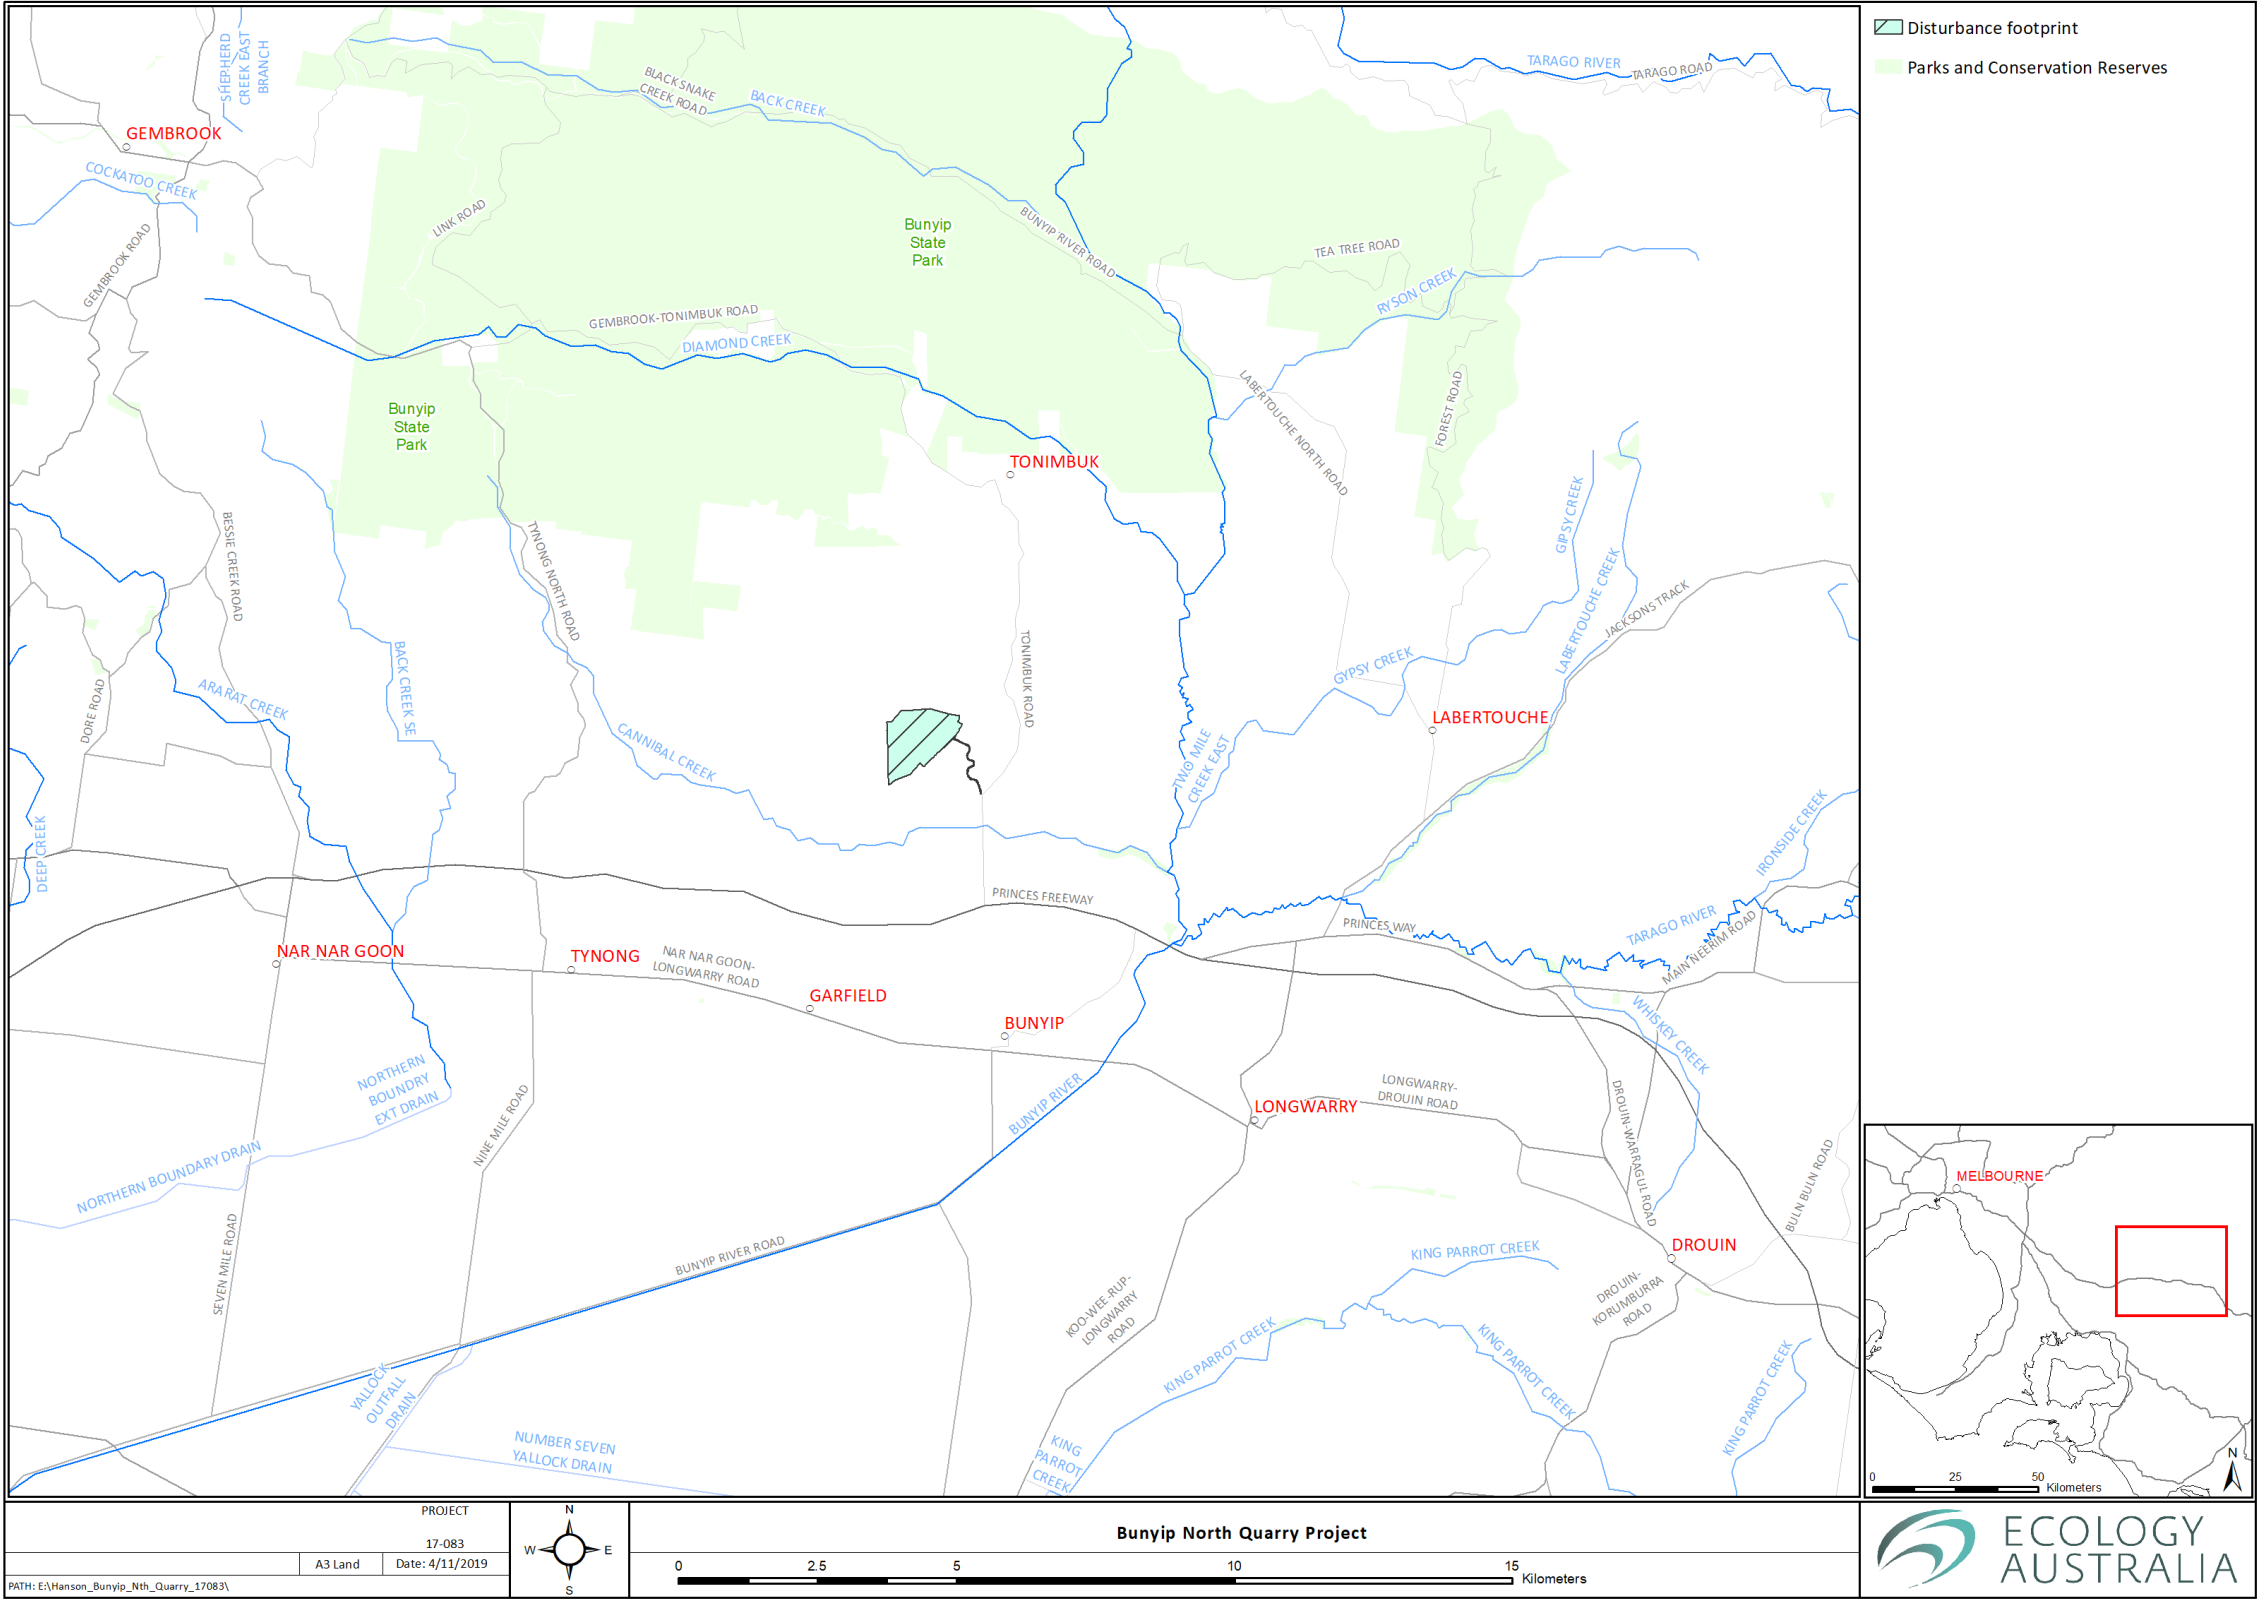 Disturbance footprint
Parks and Conservation Reserves
SHEPHERD
CREEK EAST
BRANCH
TARAGO RIVER
TARAGO ROAD
BLACK SNAKE
CREEK ROAD
BACK CREEK
GEMBROOK
COCKATOO CREEK
LINK ROAD
GEMBROOK ROAD
Bunyip
State
Park
BUNYIP RIVER ROAD
TEA TREE ROAD
RYSON CREEK
GEMBROOK-TONIMBUK ROAD
DIAMOND CREEK
LABERTOUCHE NORTH ROAD
FOREST ROAD
Bunyip
State
Park
TONIMBUK
BESSIE CREEK ROAD
TYNONG NORTH ROAD
GIPSY CREEK
LABERTOUCHE CREEK
JACKSONS TRACK
BACK CREEK SE
TONIMBUK ROAD
GYPSY CREEK
DORE ROAD
ARARAT CREEK
CANNIBAL CREEK
LABERTOUCHE
TWO MILE
CREEK EAST
DEEP CREEK
IRONSIDE CREEK
PRINCES FREEWAY
PRINCES WAY
TARAGO RIVER
MAIN NEERIM ROAD
NAR NAR GOON
TYNONG
NAR NAR GOON-
LONGWARRY ROAD
GARFIELD
BUNYIP
WHISKEY CREEK
NORTHERN
BOUNDRY
EXT DRAIN
NINE MILE ROAD
BUNYIP RIVER
LONGWARRY
LONGWARRY-
DROUIN ROAD
DROUIN-WARRAGUL ROAD
BULN BULN ROAD
NORTHERN BOUNDARY DRAIN
SEVEN MILE ROAD
BUNYIP RIVER ROAD
KING PARROT CREEK
DROUIN
KOO-WEE-RUP-
LONGWARRY
ROAD
DROUIN-
KORUMBURRA
ROAD
KING PARROT CREEK
KING PARROT CREEK
KING PARROT CREEK
YALLOCK
OUTFALL
DRAIN
NUMBER SEVEN
YALLOCK DRAIN
KING
PARROT
CREEK
MELBOURNE
N
0 25 50
Kilometers
PROJECT
17-083
A3 Land
Date: 4/11/2019
PATH: E:\Hanson_Bunyip_Nth_Quarry_17083\
N
W E
S
Bunyip North Quarry Project
0 2.5 5 10 15
Kilometers
ECOLOGY
AUSTRALIA